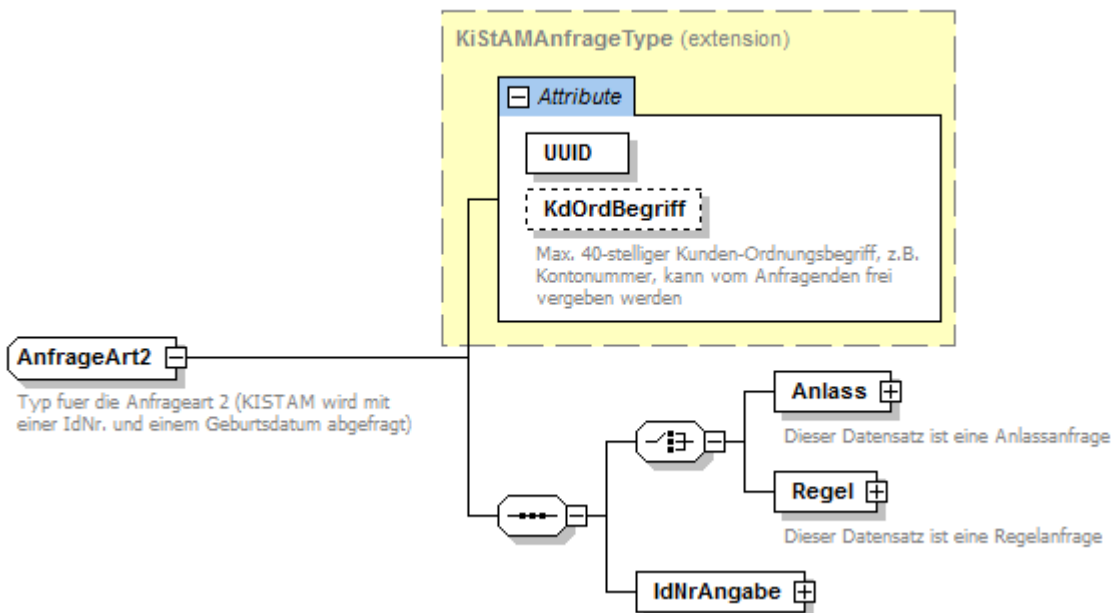 KiStAMAnfrageType (extension)
Attribute
UUID
KdOrdBegriff
Max. 40-stelliger Kunden-Ordnungsbegriff, z.B.
Kontonummer, kann vom Anfragenden frei
vergeben werden
AnfrageArt2
Typ fuer die Anfrageart 2 (KISTAM wird mit
einer IdNr. und einem Geburtsdatum abgefragt)
Anlass
Dieser Datensatz ist eine Anlassanfrage
Regel
Dieser Datensatz ist eine Regelanfrage
IdNrAngabe